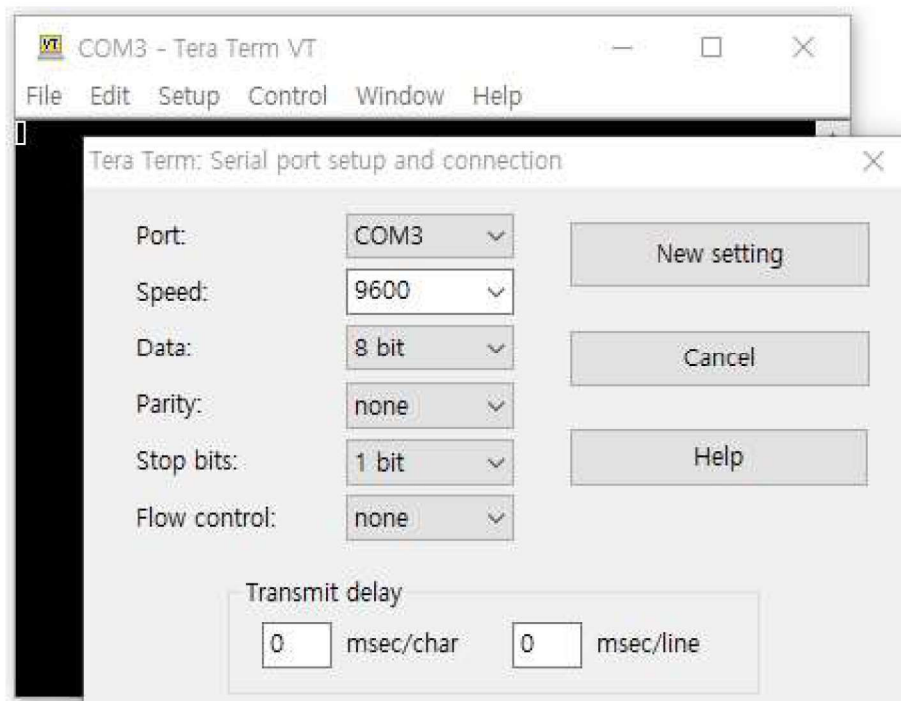 VT COM3 - Tera Term VT
File Edit Setup Control Window Help
Tera Term: Serial port setup and connection
Port: COM3 New setting
Speed: 9600
Data: 8 bit Cancel
Parity: none
Stop bits: 1 bit Help
Flow control: none
Transmit delay
0 msec/char 0 msec/line